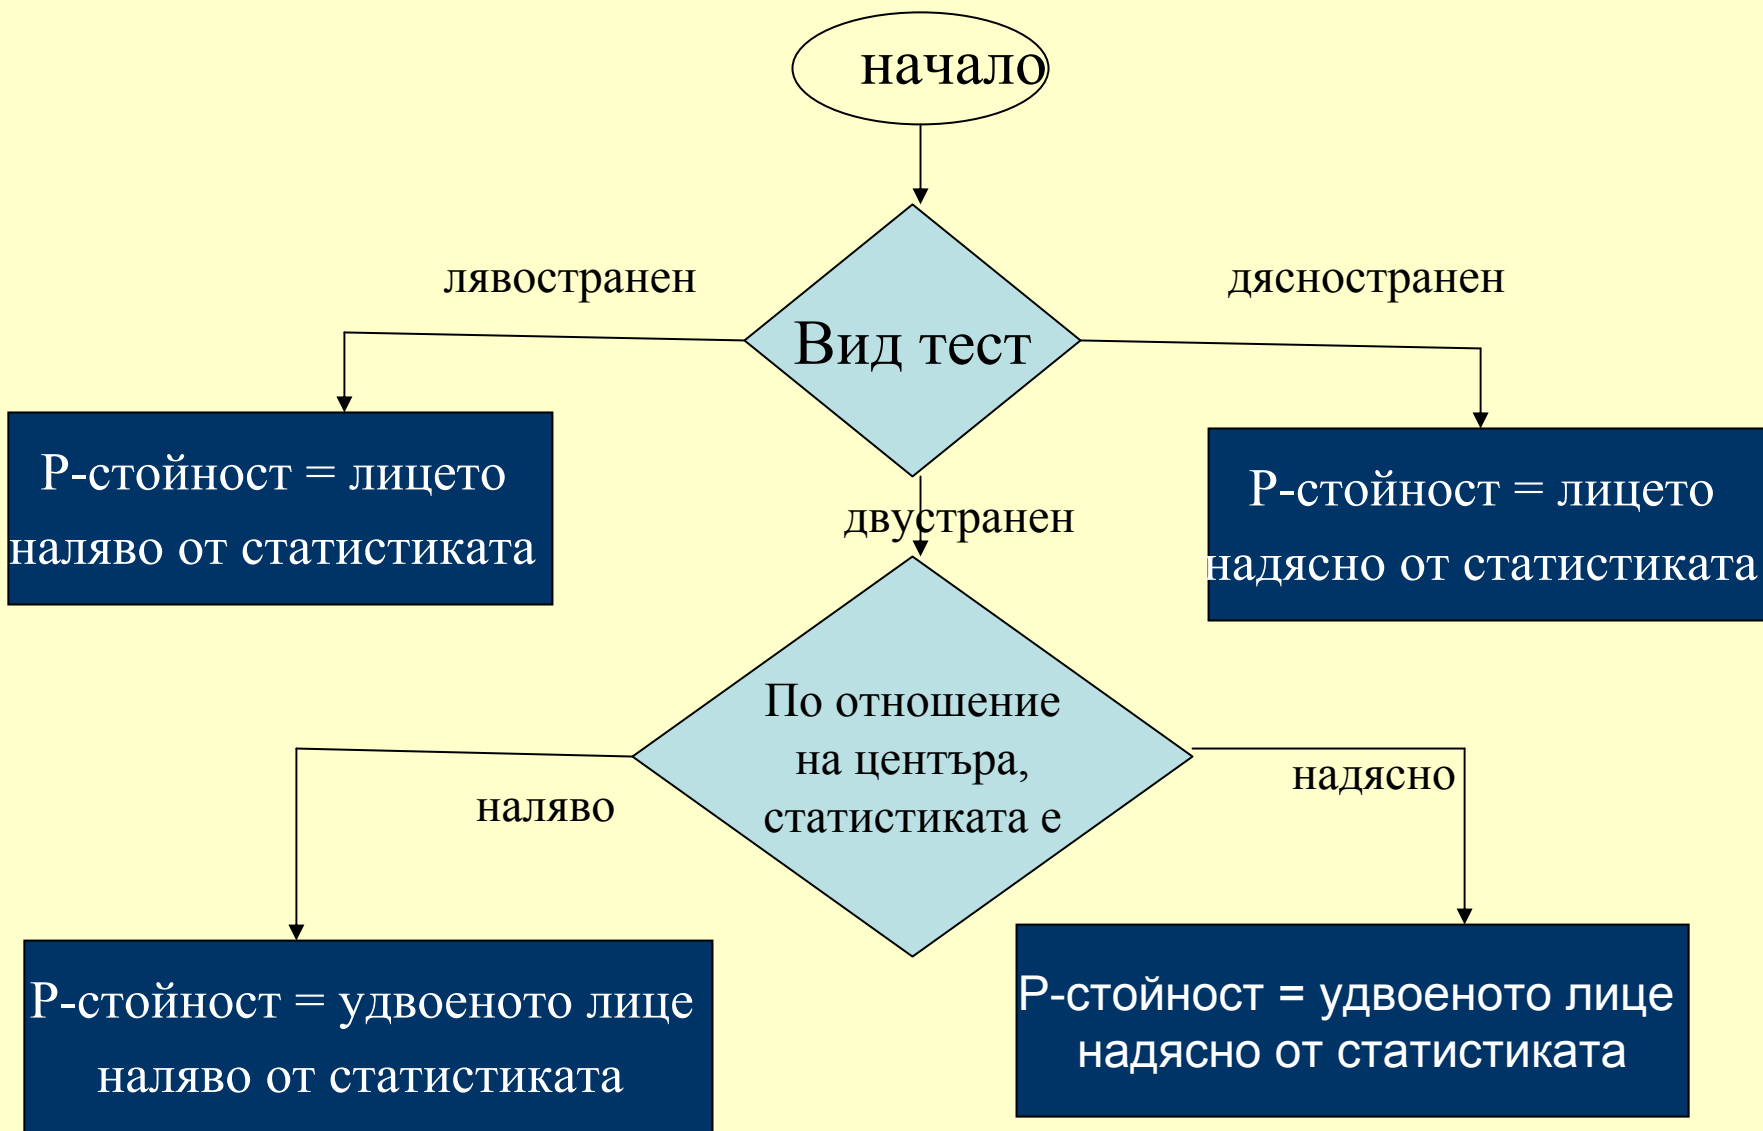 начало
лявостранен
дясностранен
Вид тест
Р-стойност = лицето
наляво от статистиката
Р-стойност = лицето
надясно от статистиката
двустранен
По отношение
на центъра,
статистиката е
наляво
надясно
Р-стойност = удвоеното лице
наляво от статистиката
Р-стойност = удвоеното лице
надясно от статистиката